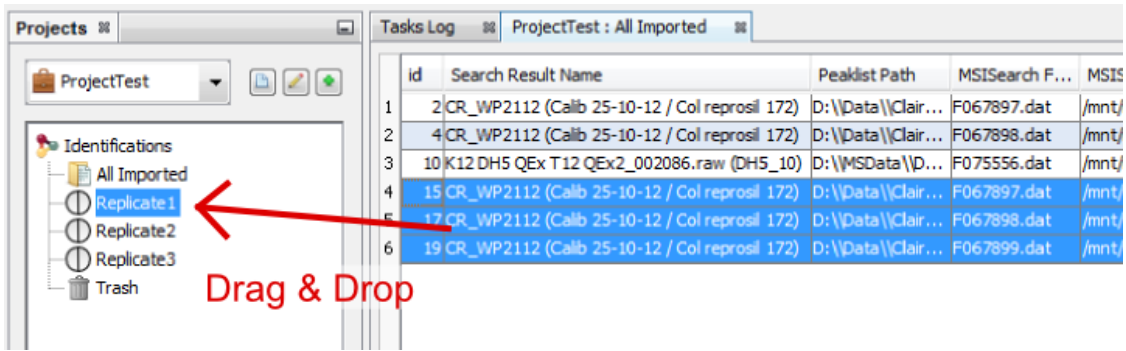 Projects
ProjectTest
Identifications
All Imported
Replicate1
Replicate2
Replicate3
Trash
Drag & Drop
Tasks Log ProjectTest : All Imported
id Search Result Name Peaklist Path MSISearch F... MSIS
1 2 CR_WP2112 (Calib 25-10-12 / Col reprosil 172) D:\\Data\\Clair... F067897.dat /mnt/
2 4 CR_WP2112 (Calib 25-10-12 / Col reprosil 172) D:\\Data\\Clair... F067898.dat /mnt/
3 10 K12 DH5 QEx T12 QEx2_002086.raw (DH5_10) D:\\MSData\\D... F075556.dat /mnt/
4 15 CR_WP2112 (Calib 25-10-12 / Col reprosil 172) D:\\Data\\Clair... F067897.dat /mnt/
5 17 CR_WP2112 (Calib 25-10-12 / Col reprosil 172) D:\\Data\\Clair... F067898.dat /mnt/
6 19 CR_WP2112 (Calib 25-10-12 / Col reprosil 172) D:\\Data\\Clair... F067899.dat /mnt/